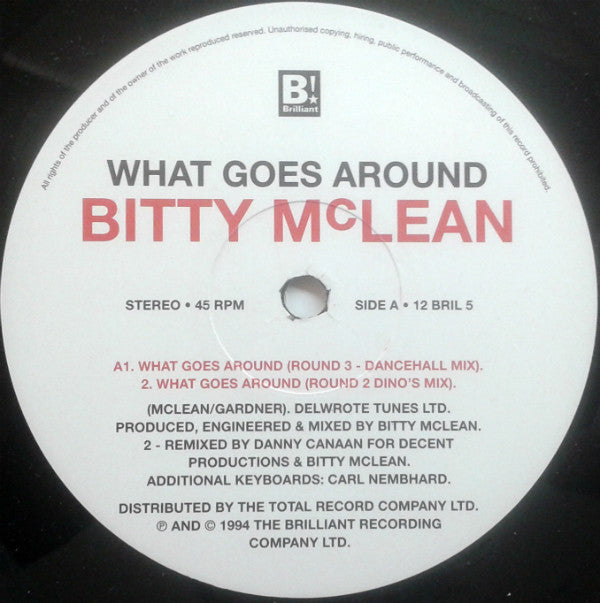 All rights of the producer and of the owner of the work reproduced reserved. Unauthorised copying, hiring, public performance and broadcasting of this record prohibited.
B!
Brilliant
WHAT GOES AROUND
BITTY McLEAN
STEREO • 45 RPM
SIDE A • 12 BRIL 5
A1. WHAT GOES AROUND (ROUND 3 - DANCEHALL MIX).
2. WHAT GOES AROUND (ROUND 2 DINO'S MIX).
(MCLEAN/GARDNER). DELWROTE TUNES LTD.
PRODUCED, ENGINEERED & MIXED BY BITTY MCLEAN.
2 - REMIXED BY DANNY CANAAN FOR DECENT
PRODUCTIONS & BITTY MCLEAN.
ADDITIONAL KEYBOARDS: CARL NEMBHARD.
DISTRIBUTED BY THE TOTAL RECORD COMPANY LTD.
℗ AND © 1994 THE BRILLIANT RECORDING
COMPANY LTD.